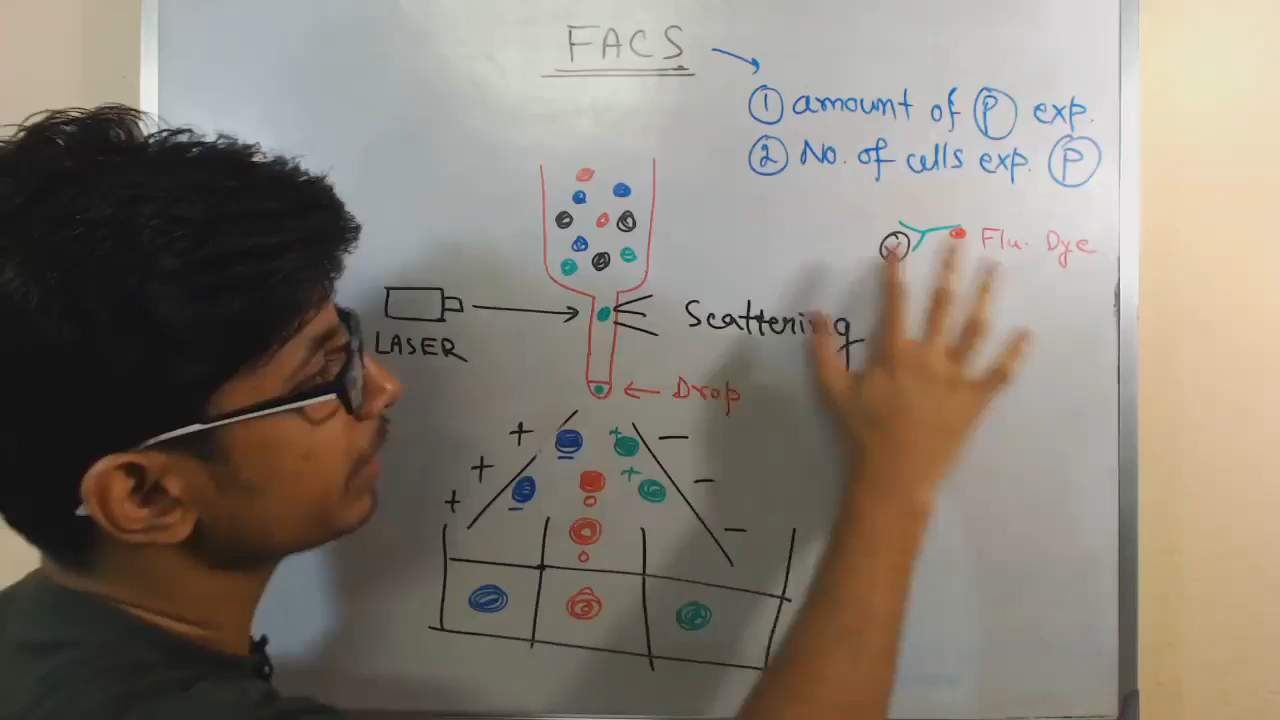 FACS
① amount of Ⓟ exp.
② No. of cells exp. Ⓟ
Flu. Dye
Scattering
LASER
Drop
+ + −
+ + −
+ −